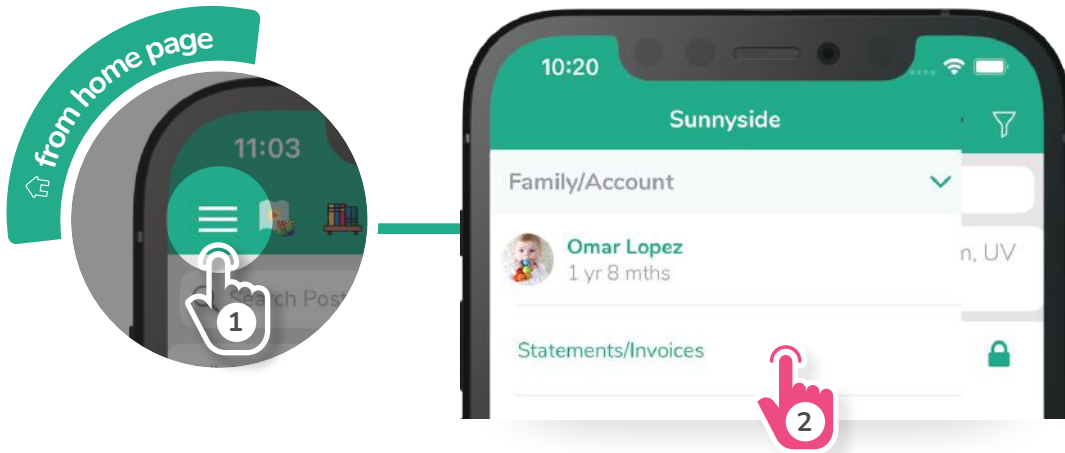 from home page
11:03
Search Post
1
10:20
Sunnyside
Family/Account
Omar Lopez
1 yr 8 mths
n, UV
Statements/Invoices
2